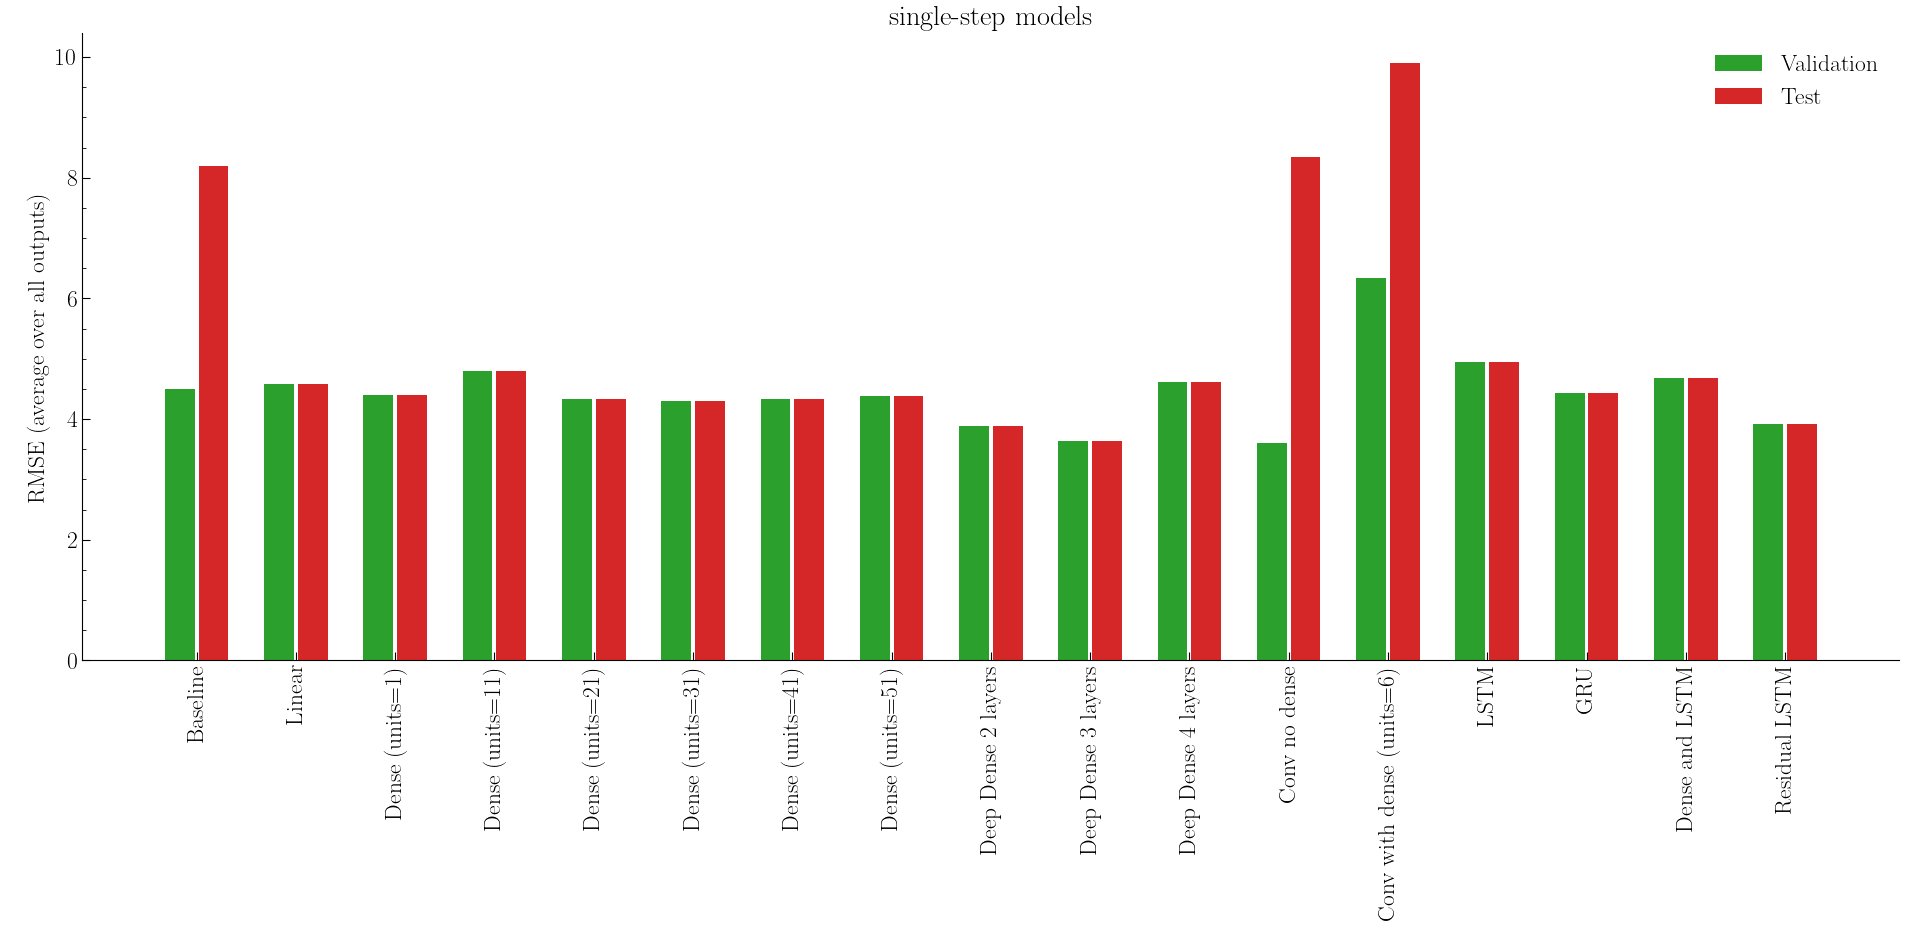 single-step models
RMSE (average over all outputs)
10
8
6
4
2
0
Validation
Test
Baseline
Linear
Dense (units=1)
Dense (units=11)
Dense (units=21)
Dense (units=31)
Dense (units=41)
Dense (units=51)
Deep Dense 2 layers
Deep Dense 3 layers
Deep Dense 4 layers
Conv no dense
Conv with dense (units=6)
LSTM
GRU
Dense and LSTM
Residual LSTM